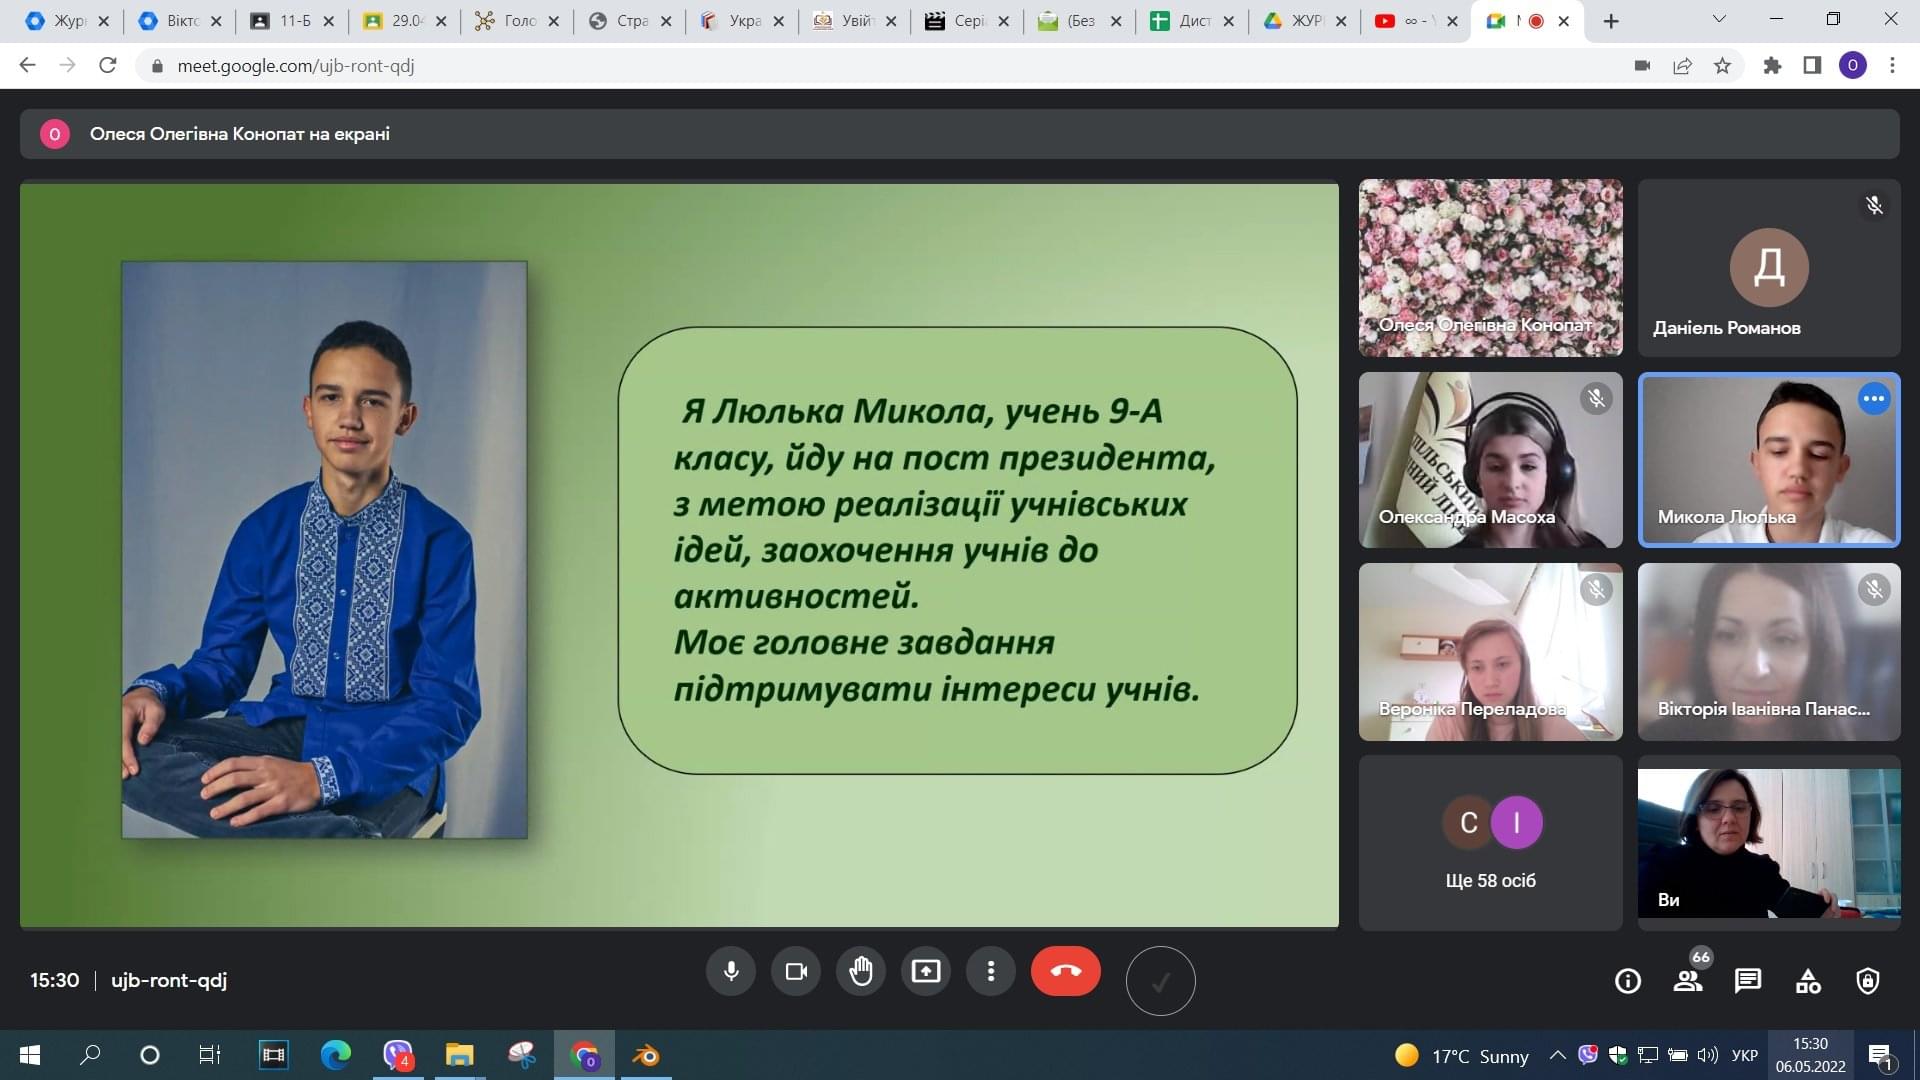 Журн
Вікто
11-Б
29.04
Голо
Стра
Укра
Увій
Сері
(Без
Дист
ЖУР
∞ - Y
meet.google.com/ujb-ront-qdj
O
О
Олеся Олегівна Конопат на екрані
Я Люлька Микола, учень 9-А
класу, йду на пост президента,
з метою реалізації учнівських
ідей, заохочення учнів до
активностей.
Моє головне завдання
підтримувати інтереси учнів.
Олеся Олегівна Конопат
Д
Даніель Романов
Олександра Масоха
Микола Люлька
Вероніка Переладова
Вікторія Іванівна Панас...
С І
Ще 58 осіб
Ви
15:30 | ujb-ront-qdj
66
4
17°C Sunny
УКР
15:30
06.05.2022
1